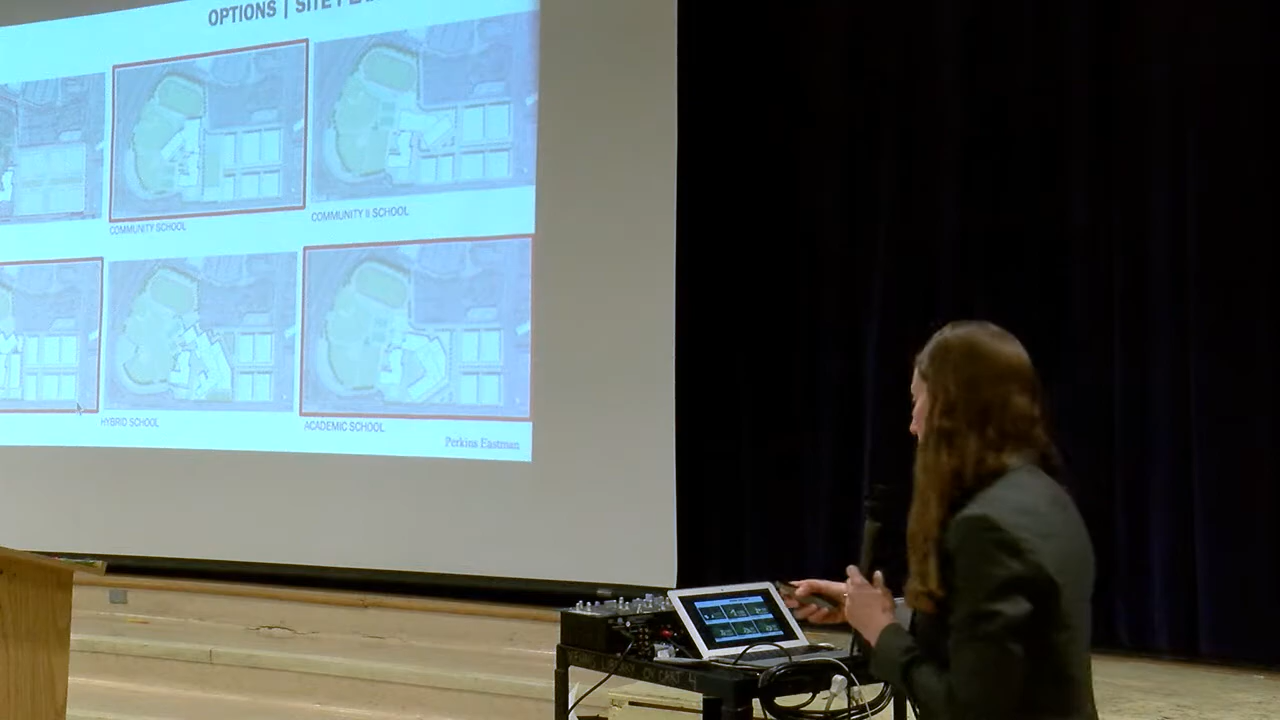 OPTIONS | SITE
COMMUNITY SCHOOL
COMMUNITY II SCHOOL
HYBRID SCHOOL
ACADEMIC SCHOOL
Perkins Eastman